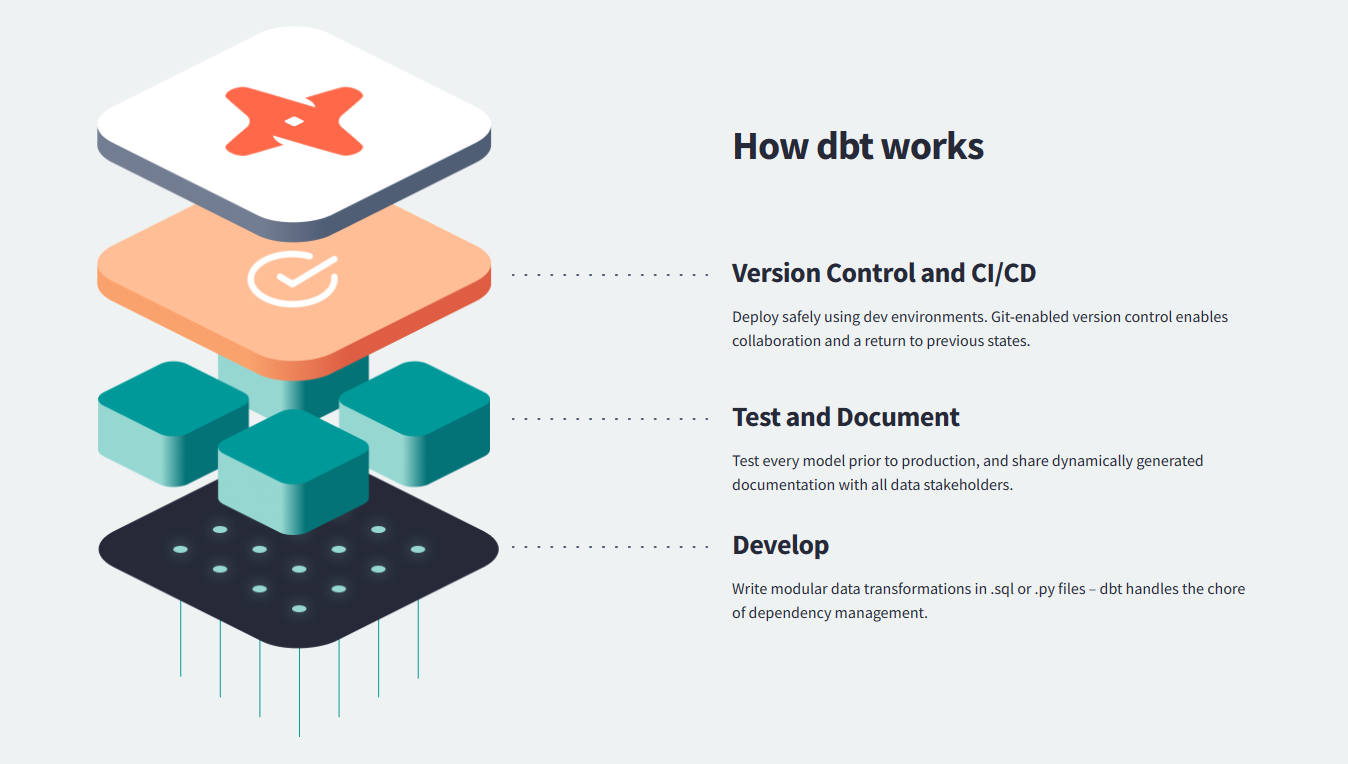 How dbt works
Version Control and CI/CD
Deploy safely using dev environments. Git-enabled version control enables
collaboration and a return to previous states.
Test and Document
Test every model prior to production, and share dynamically generated
documentation with all data stakeholders.
Develop
Write modular data transformations in .sql or .py files – dbt handles the chore
of dependency management.